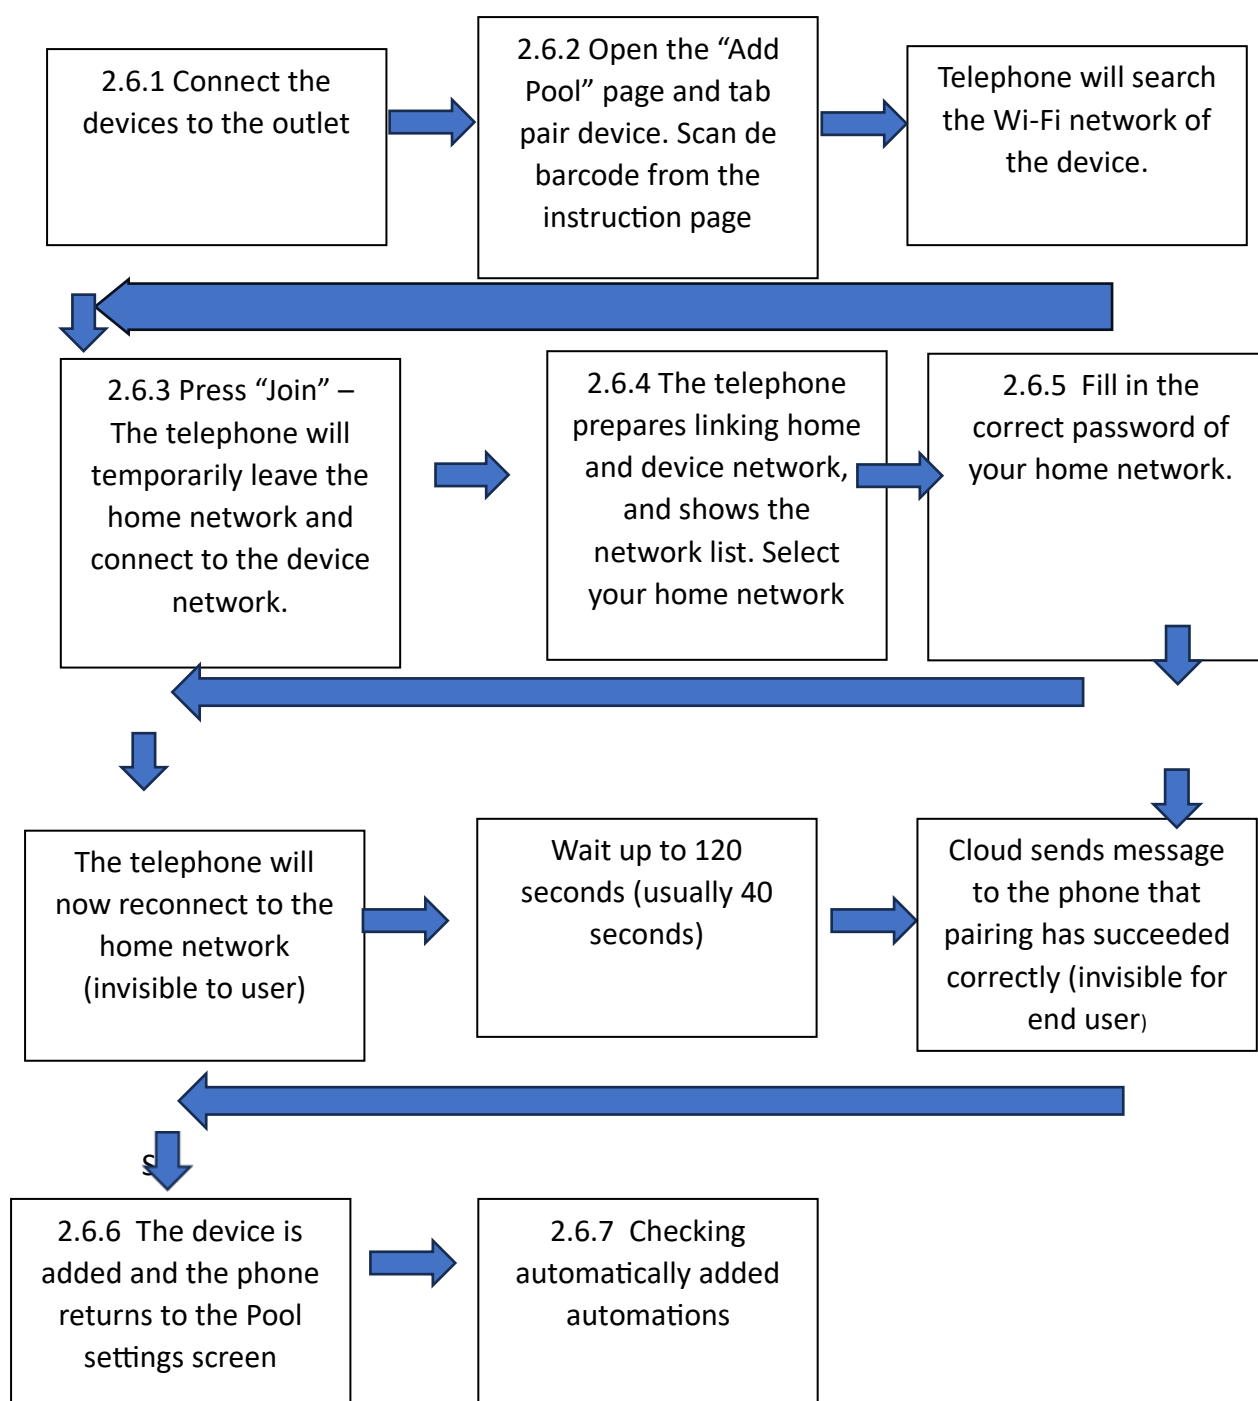 2.6.1 Connect the
devices to the outlet
2.6.2 Open the “Add
Pool” page and tab
pair device. Scan de
barcode from the
instruction page
Telephone will search
the Wi-Fi network of
the device.
2.6.3 Press “Join” –
The telephone will
temporarily leave the
home network and
connect to the device
network.
2.6.4 The telephone
prepares linking home
and device network,
and shows the
network list. Select
your home network
2.6.5  Fill in the
correct password of
your home network.
The telephone will
now reconnect to the
home network
(invisible to user)
Wait up to 120
seconds (usually 40
seconds)
Cloud sends message
to the phone that
pairing has succeeded
correctly (invisible for
end user)
2.6.6  The device is
added and the phone
returns to the Pool
settings screen
2.6.7  Checking
automatically added
automations